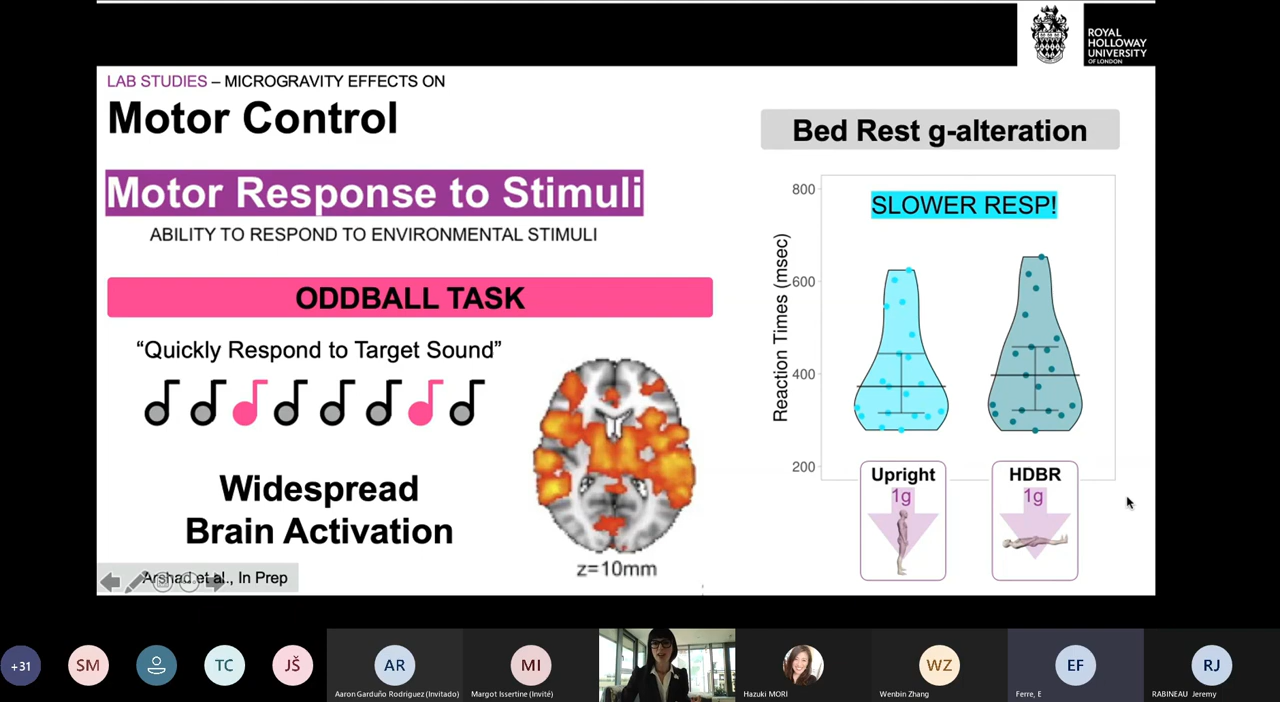 ROYAL
HOLLOWAY
UNIVERSITY
OF LONDON
LAB STUDIES – MICROGRAVITY EFFECTS ON
Motor Control
Motor Response to Stimuli
ABILITY TO RESPOND TO ENVIRONMENTAL STIMULI
ODDBALL TASK
“Quickly Respond to Target Sound”
Widespread
Brain Activation
z=10mm
Arshad et al., In Prep
Bed Rest g-alteration
SLOWER RESP!
Reaction Times (msec)
800
600
400
200
Upright
1g
HDBR
1g
+31
SM
TC
JŠ
AR
Aaron Garduño Rodriguez (Invitado)
MI
Margot Issertine (Invité)
Hazuki MORI
WZ
Wenbin Zhang
EF
Ferre, E
RJ
RABINEAU Jeremy